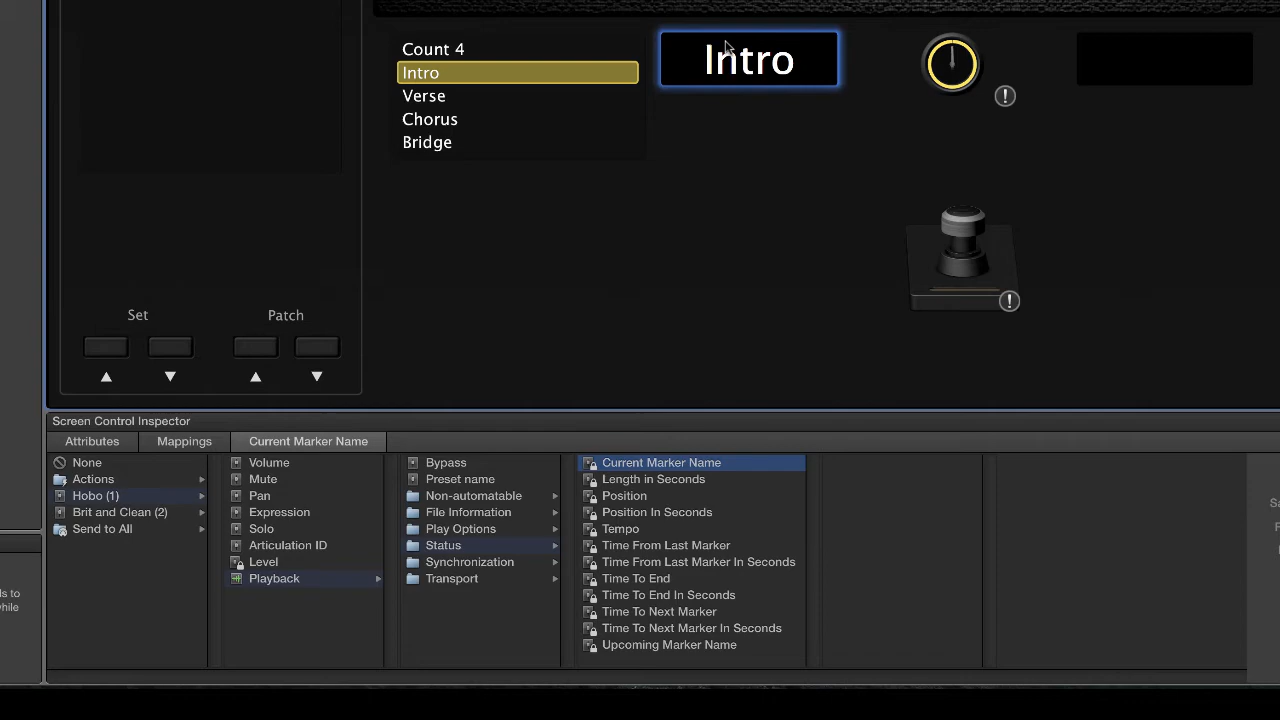 Count 4
Intro
Verse
Chorus
Bridge
Intro
!
!
Set
Patch
Screen Control Inspector
Attributes
Mappings
Current Marker Name
None
Actions
Hobo (1)
Brit and Clean (2)
Send to All
Volume
Mute
Pan
Expression
Solo
Articulation ID
Level
Playback
Bypass
Preset name
Non-automatable
File Information
Play Options
Status
Synchronization
Transport
Current Marker Name
Length in Seconds
Position
Position In Seconds
Tempo
Time From Last Marker
Time From Last Marker In Seconds
Time To End
Time To End In Seconds
Time To Next Marker
Time To Next Marker In Seconds
Upcoming Marker Name
ds to
while